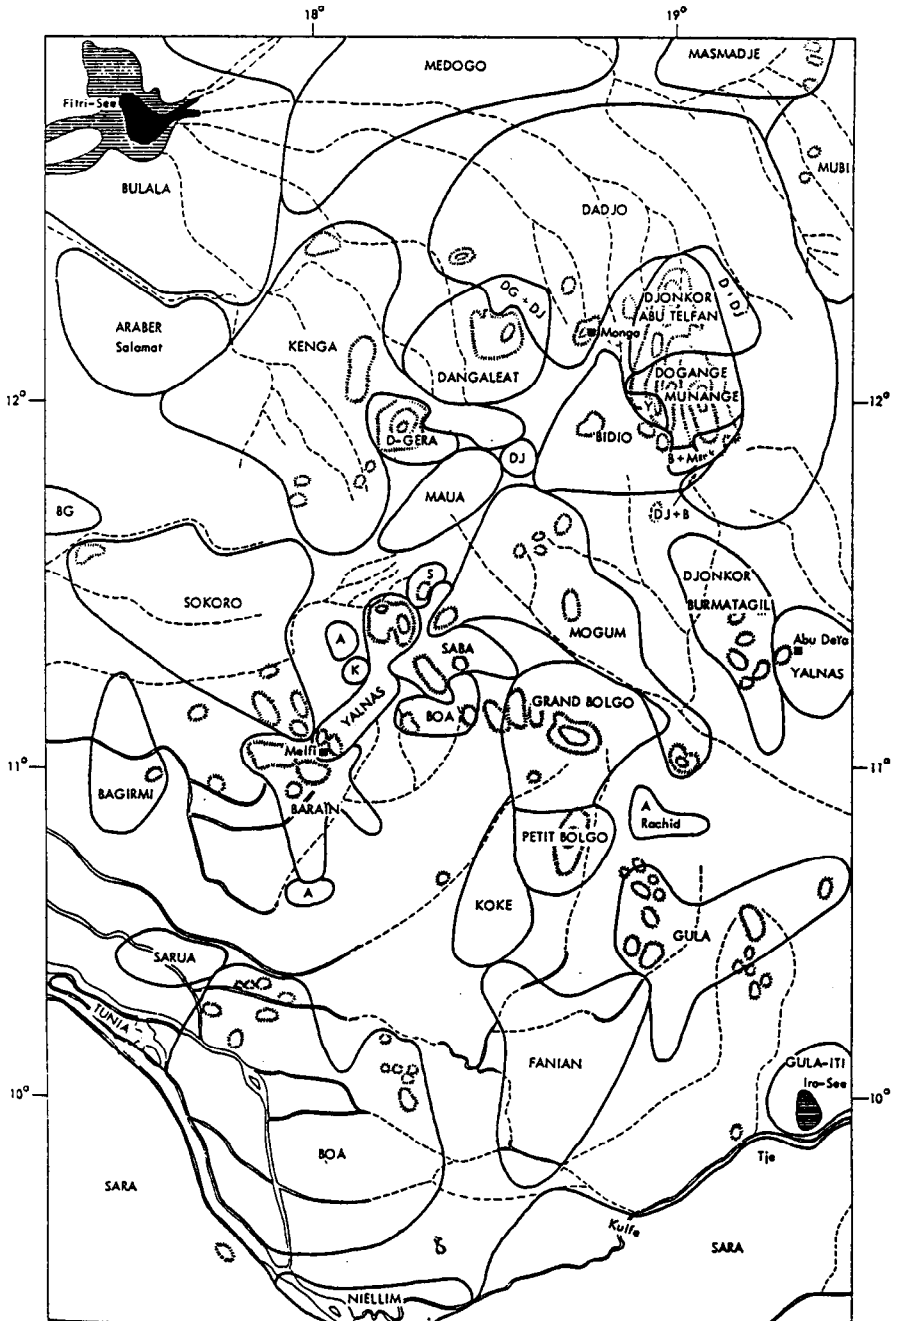 18°
19°
MEDOGO
MASMADJE
Fitri-See
MUBI
BULALA
DADJO
DG + DJ
D + DJ
DJONKOR
ABU TELFAN
ARABER
Salamat
Mongo
KENGA
DANGALEAT
DOGANGE
MUNANGE
12°
12°
D-GERA
BIDIO
DJ
MAUA
BG
DJ+B
DJONKOR
BURMATAGIL
S
SOKORO
MOGUM
A
Abu Deïa
SABA
YALNAS
K
YALNAS
GRAND BOLGO
BOA
Melfi
11°
11°
BAGIRMI
BARAÏN
A
Rachid
PETIT BOLGO
A
KOKE
GULA
SARUA
TUNIA
FANIAN
GULA-ITI
Iro-See
10°
10°
BOA
Tje
SARA
Kulfe
SARA
NIELLIM